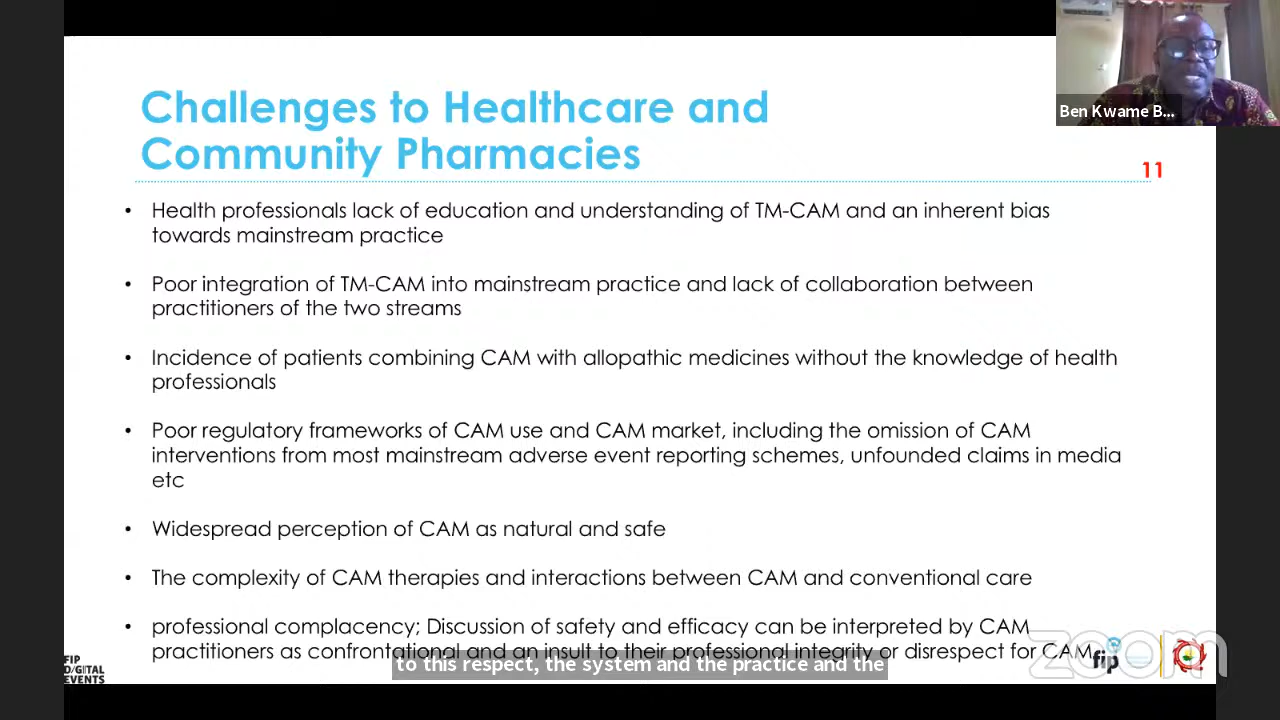 Ben Kwame B...
Challenges to Healthcare and
Community Pharmacies
11
• Health professionals lack of education and understanding of TM-CAM and an inherent bias
towards mainstream practice
• Poor integration of TM-CAM into mainstream practice and lack of collaboration between
practitioners of the two streams
• Incidence of patients combining CAM with allopathic medicines without the knowledge of health
professionals
• Poor regulatory frameworks of CAM use and CAM market, including the omission of CAM
interventions from most mainstream adverse event reporting schemes, unfounded claims in media
etc
• Widespread perception of CAM as natural and safe
• The complexity of CAM therapies and interactions between CAM and conventional care
• professional complacency; Discussion of safety and efficacy can be interpreted by CAM
practitioners as confrontational and an insult to their professional integrity or disrespect for CAM
to this respect, the system and the practice and the
FIP
D/G/TAL
EVENTS
fip
zoom